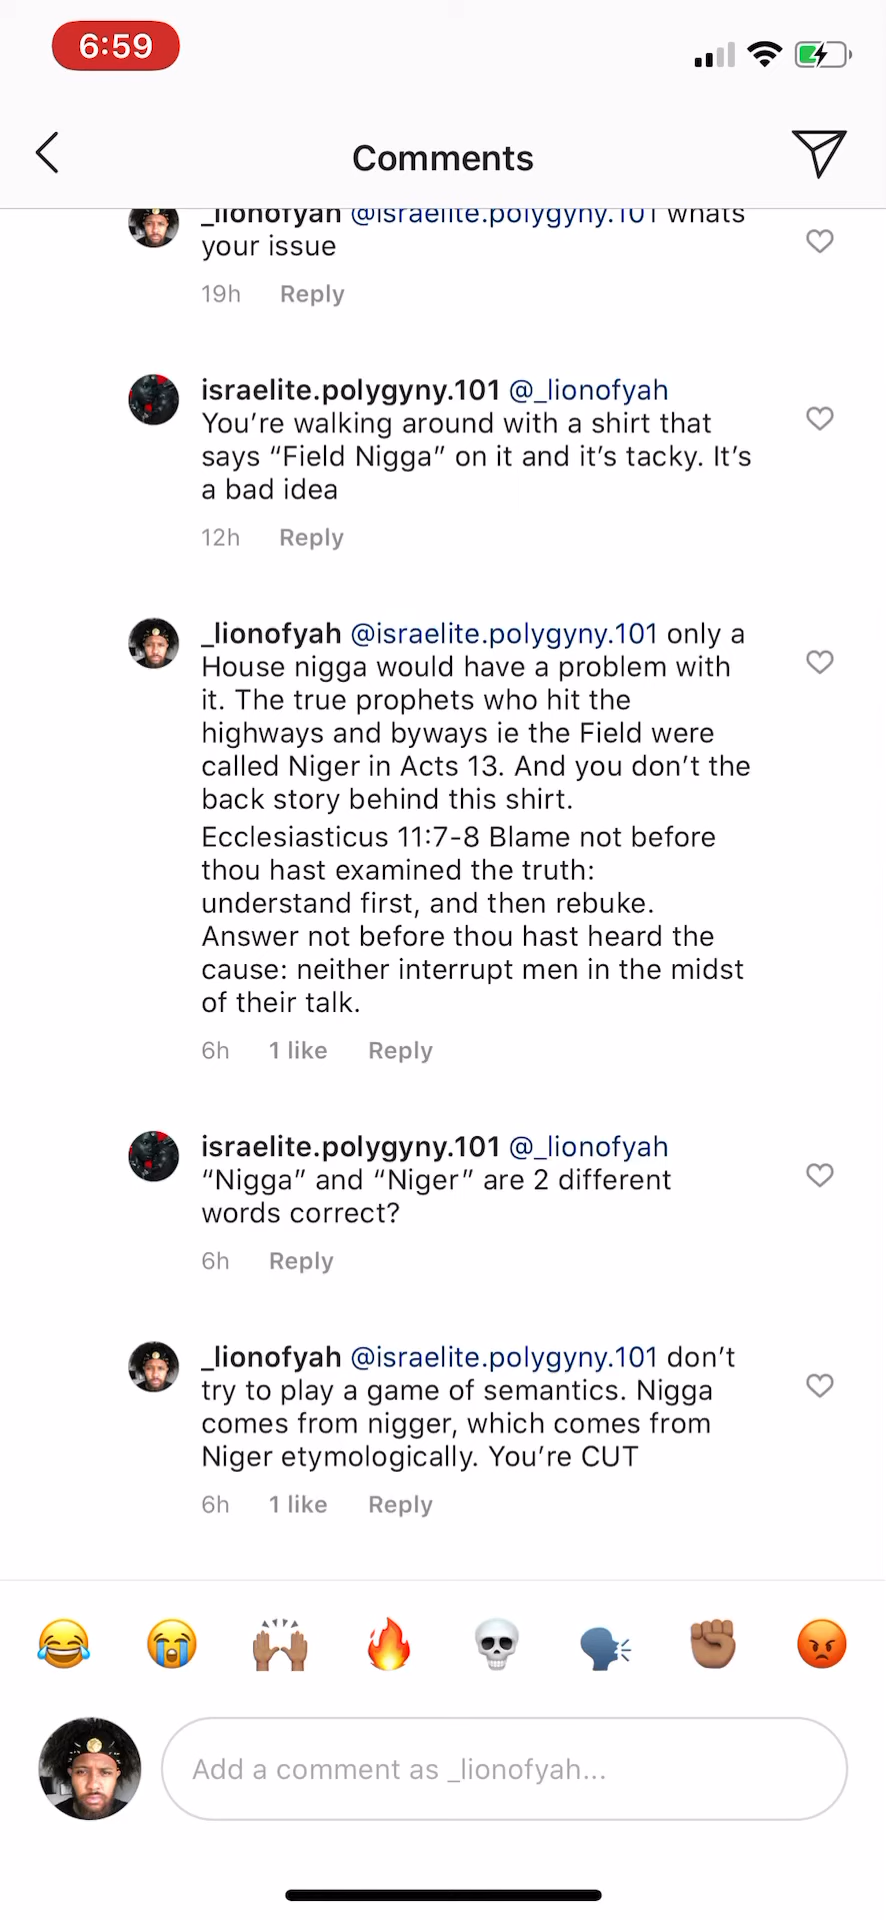 6:59
Comments
_lionofyah @israelite.polygyny.101 whats
your issue
19h Reply
israelite.polygyny.101 @_lionofyah
You’re walking around with a shirt that
says “Field Nigga” on it and it’s tacky. It’s
a bad idea
12h Reply
_lionofyah @israelite.polygyny.101 only a
House nigga would have a problem with
it. The true prophets who hit the
highways and byways ie the Field were
called Niger in Acts 13. And you don’t the
back story behind this shirt.
Ecclesiasticus 11:7-8 Blame not before
thou hast examined the truth:
understand first, and then rebuke.
Answer not before thou hast heard the
cause: neither interrupt men in the midst
of their talk.
6h 1 like Reply
israelite.polygyny.101 @_lionofyah
“Nigga” and “Niger” are 2 different
words correct?
6h Reply
_lionofyah @israelite.polygyny.101 don’t
try to play a game of semantics. Nigga
comes from nigger, which comes from
Niger etymologically. You’re CUT
6h 1 like Reply
Add a comment as _lionofyah...